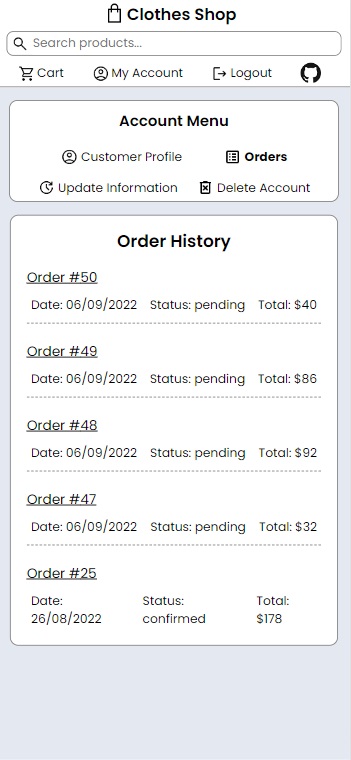 Clothes Shop
Search products...
Cart My Account Logout
Account Menu
Customer Profile Orders
Update Information Delete Account
Order History
Order #50
Date: 06/09/2022 Status: pending Total: $40
Order #49
Date: 06/09/2022 Status: pending Total: $86
Order #48
Date: 06/09/2022 Status: pending Total: $92
Order #47
Date: 06/09/2022 Status: pending Total: $32
Order #25
Date: Status: Total:
26/08/2022 confirmed $178